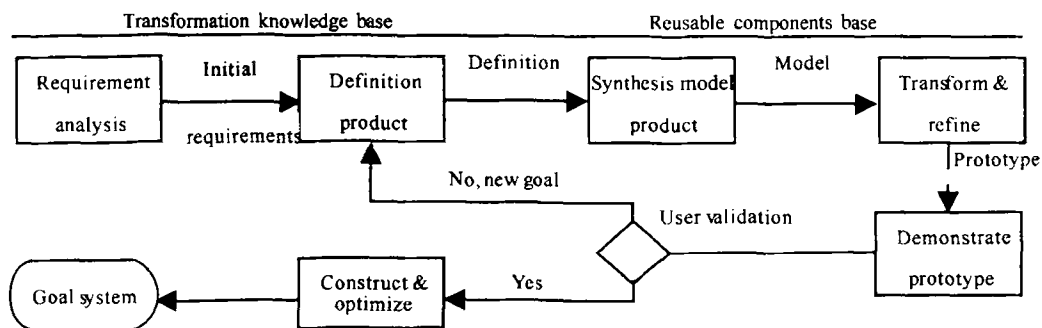 Transformation knowledge base
Reusable components base
Requirement
analysis
Initial
requirements
Definition
product
Definition
Synthesis model
product
Model
Transform &
refine
Prototype
No, new goal
User validation
Demonstrate
prototype
Goal system
Construct &
optimize
Yes